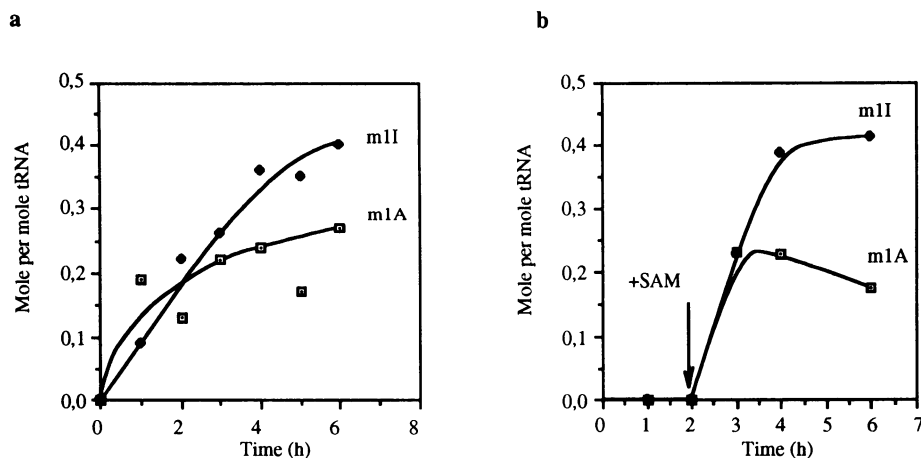 a
0,5
0,4
0,3
0,2
0,1
0,0
0 2 4 6 8
Mole per mole tRNA
Time (h)
m1I
m1A
b
0,5
0,4
0,3
0,2
0,1
0,0
0 1 2 3 4 5 6 7
Mole per mole tRNA
Time (h)
+SAM
m1I
m1A